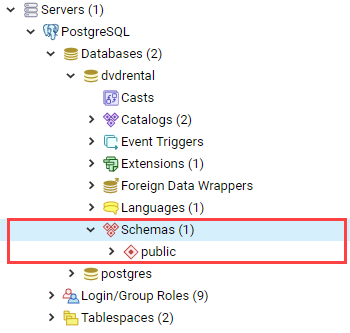 Servers (1)
PostgreSQL
Databases (2)
dvdrental
Casts
Catalogs (2)
Event Triggers
Extensions (1)
Foreign Data Wrappers
Languages (1)
Schemas (1)
public
postgres
Login/Group Roles (9)
Tablespaces (2)